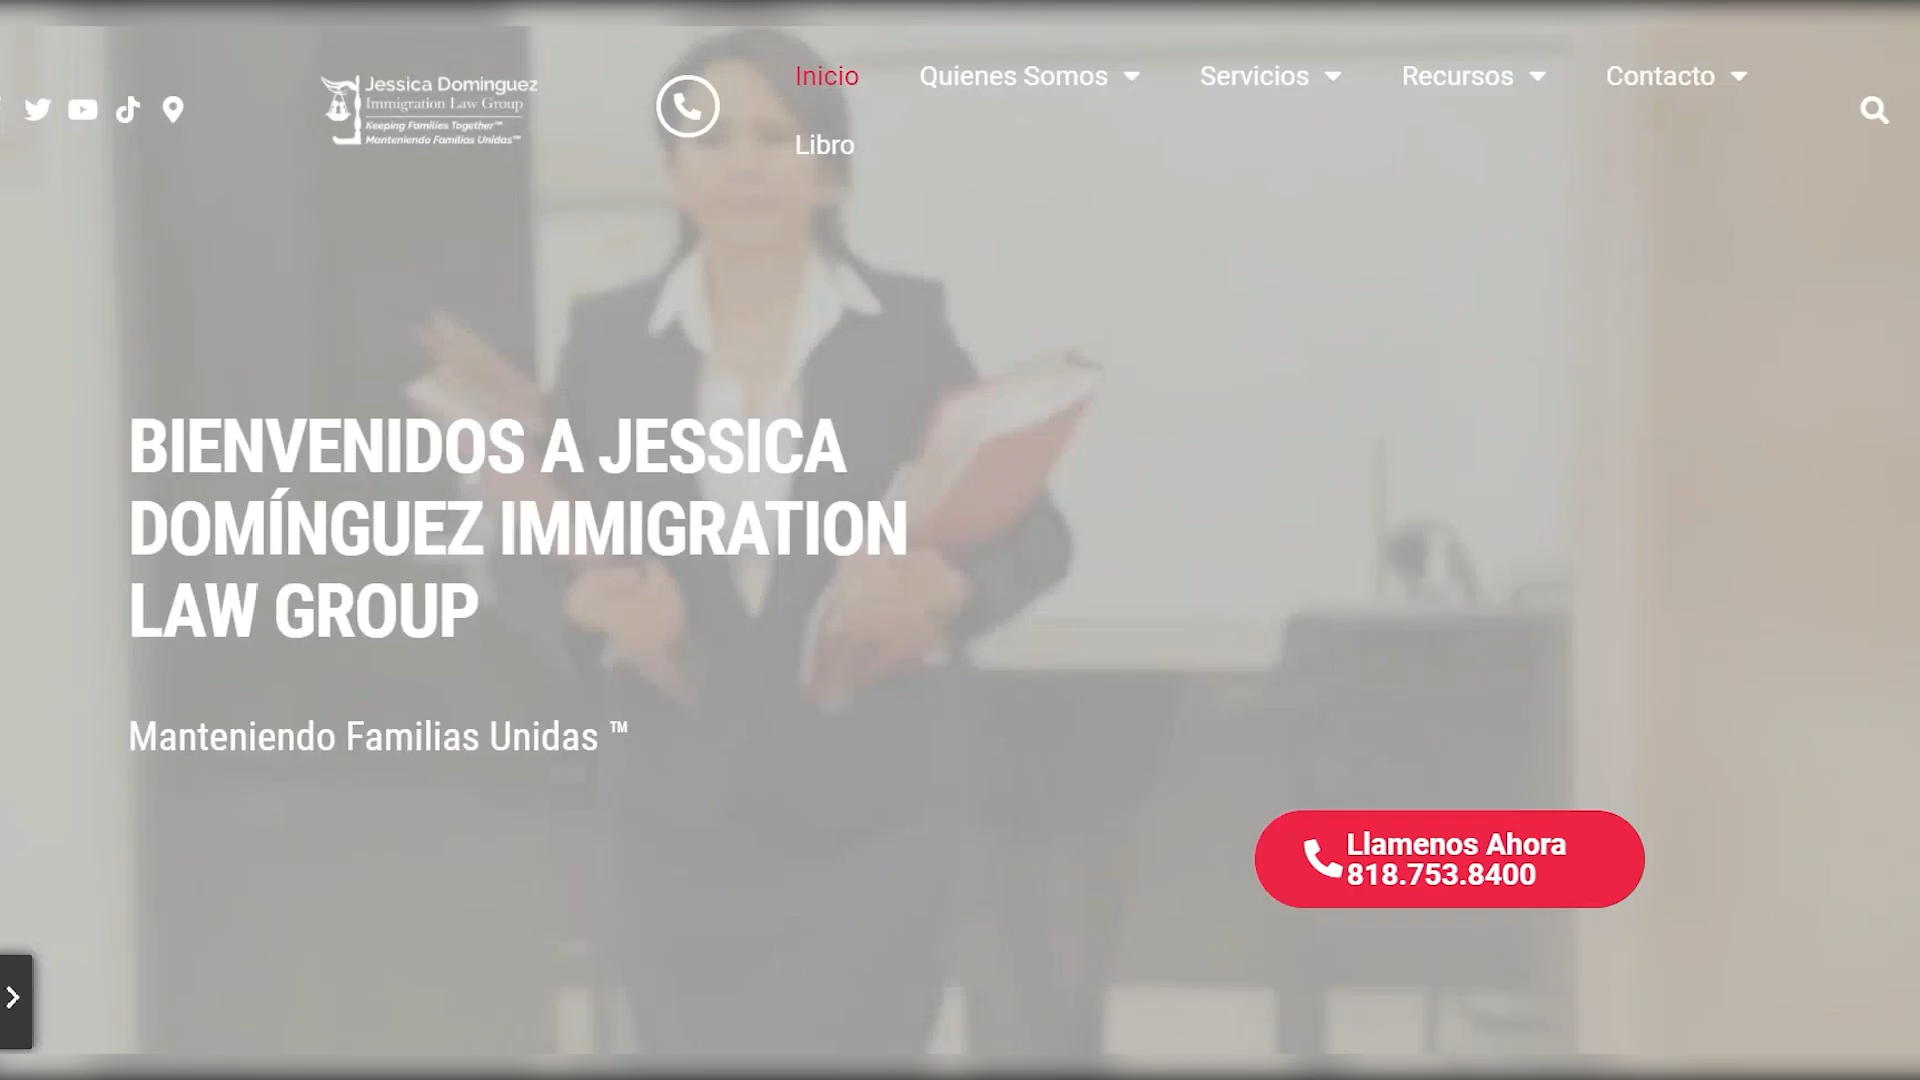 Jessica Dominguez
Immigration Law Group
Keeping Families Together™
Manteniendo Familias Unidas™
Inicio
Quienes Somos
Servicios
Recursos
Contacto
Libro
BIENVENIDOS A JESSICA
DOMÍNGUEZ IMMIGRATION
LAW GROUP
Manteniendo Familias Unidas ™
Llamenos Ahora
818.753.8400